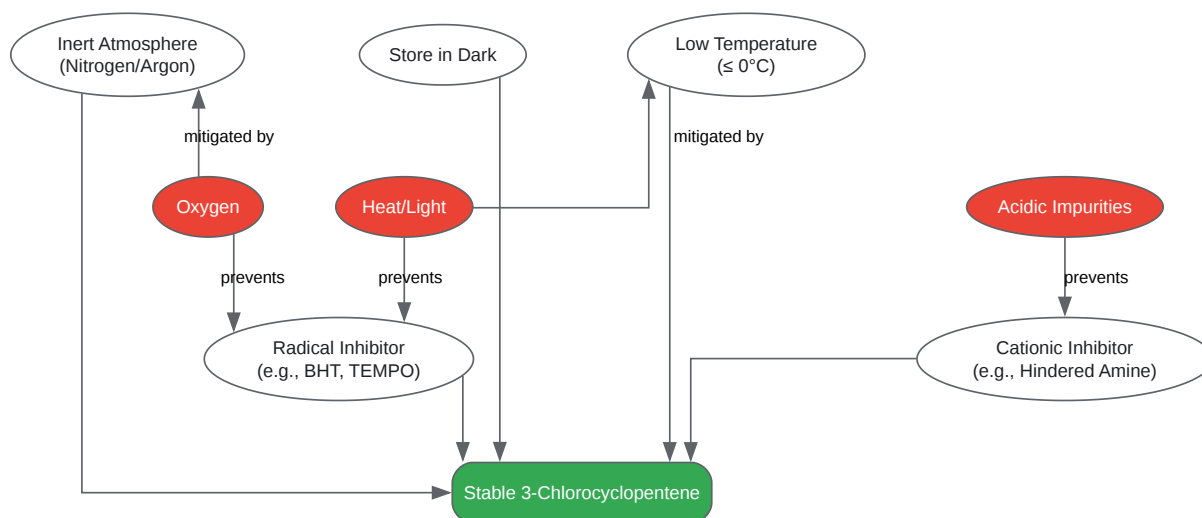 Inert Atmosphere
(Nitrogen/Argon)
Store in Dark
Low Temperature
(≤ 0°C)
mitigated by
mitigated by
Oxygen
Heat/Light
Acidic Impurities
prevents
prevents
prevents
Radical Inhibitor
(e.g., BHT, TEMPO)
Cationic Inhibitor
(e.g., Hindered Amine)
Stable 3-Chlorocyclopentene